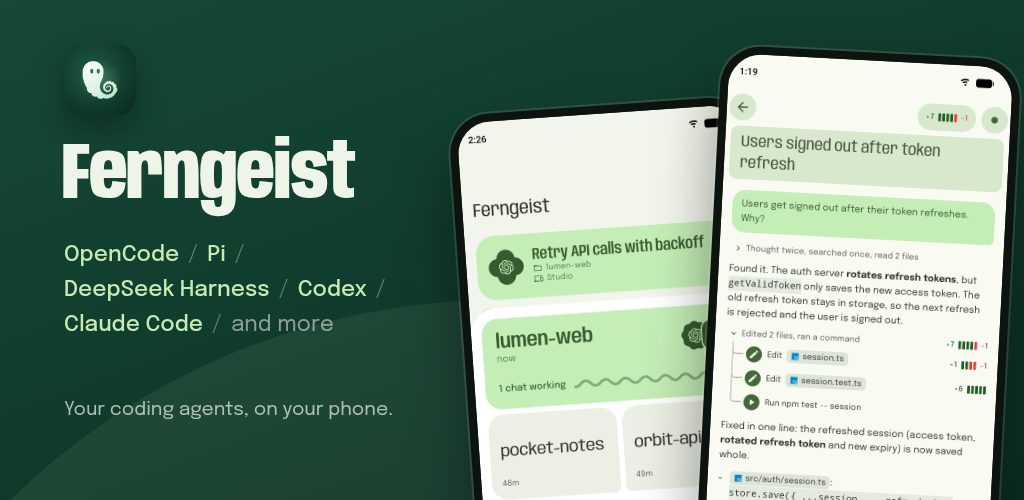 Ferngeist
OpenCode / Pi /
DeepSeek Harness / Codex /
Claude Code / and more
Your coding agents, on your phone.
2:26
Ferngeist
Retry API calls with backoff
lumen-web
Studio
lumen-web
now
1 chat working
pocket-notes
48m
orbit-api
49m
1:19
+7 -1
Users signed out after token
refresh
Users get signed out after their token refreshes.
Why?
Thought twice, searched once, read 2 files
Found it. The auth server rotates refresh tokens, but
getValidToken only saves the new access token. The
old refresh token stays in storage, so the next refresh
is rejected and the user is signed out.
Edited 2 files, ran a command +7 -1
Edit session.ts +1 -1
Edit session.test.ts +6
Run npm test -- session
Fixed in one line: the refreshed session (access token,
rotated refresh token and new expiry) is now saved
whole.
- src/auth/session.ts:
store.save({ ...session